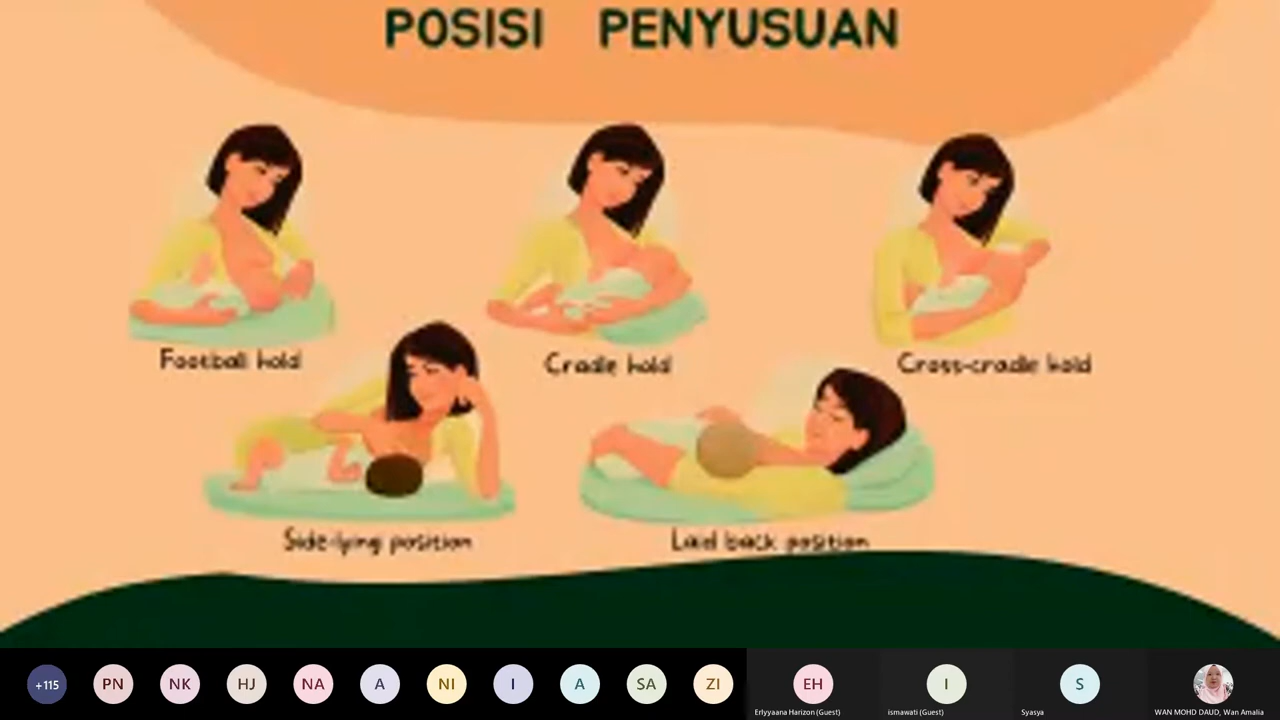 POSISI PENYUSUAN
Football hold
Cradle hold
Cross-cradle hold
Side-lying position
Laid back position
+115
PN
NK
HJ
NA
A
NI
I
A
SA
ZI
EH
I
S
Erlyyaana Harizon (Guest)
ismawati (Guest)
Syasya
WAN MOHD DAUD, Wan Amalia